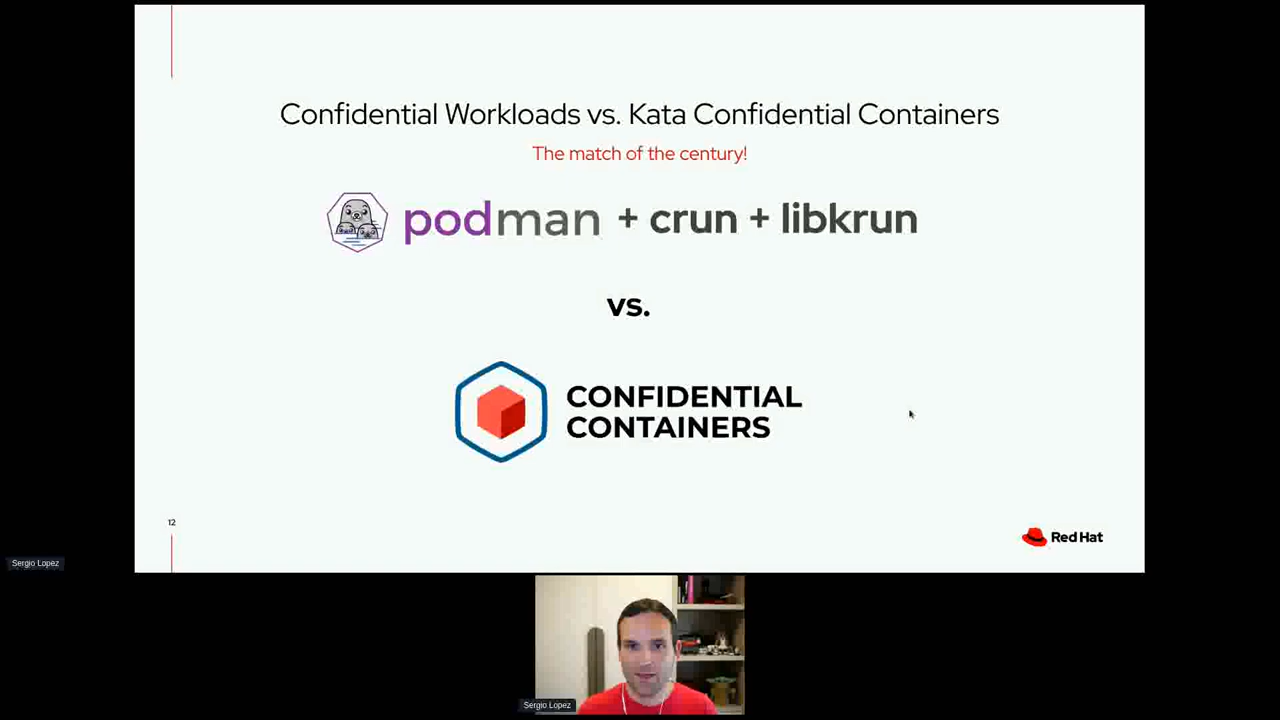 Confidential Workloads vs. Kata Confidential Containers
The match of the century!
podman + crun + libkrun
vs.
CONFIDENTIAL
CONTAINERS
12
Red Hat
Sergio Lopez
Sergio Lopez